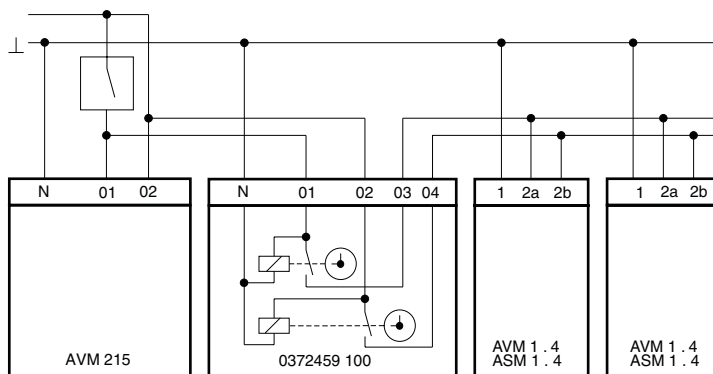 N 01 02
N 01 02 03 04
1 2a 2b
1 2a 2b
AVM 215
0372459 100
AVM 1 . 4
ASM 1 . 4
AVM 1 . 4
ASM 1 . 4